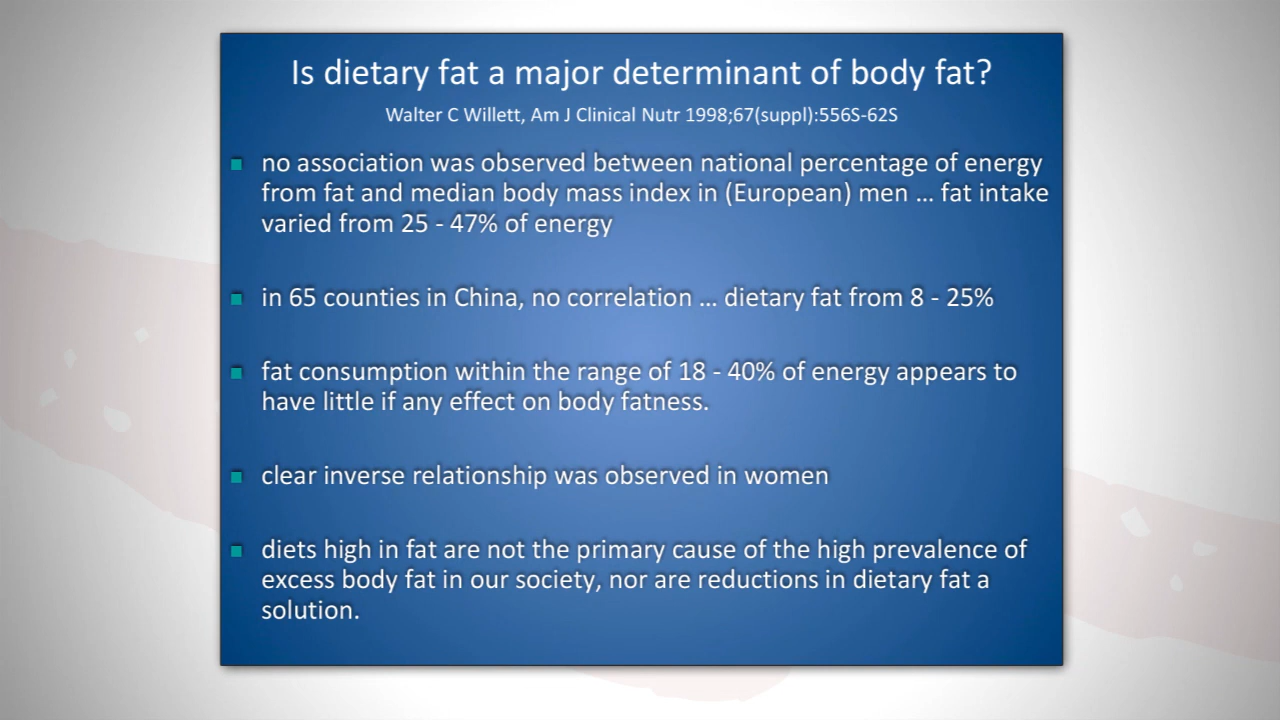 Is dietary fat a major determinant of body fat?
Walter C Willett, Am J Clinical Nutr 1998;67(suppl):556S-62S
no association was observed between national percentage of energy
from fat and median body mass index in (European) men ... fat intake
varied from 25 - 47% of energy
in 65 counties in China, no correlation ... dietary fat from 8 - 25%
fat consumption within the range of 18 - 40% of energy appears to
have little if any effect on body fatness.
clear inverse relationship was observed in women
diets high in fat are not the primary cause of the high prevalence of
excess body fat in our society, nor are reductions in dietary fat a
solution.